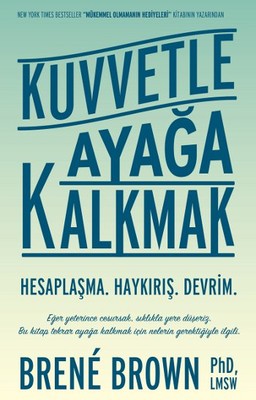 NEW YORK TIMES BESTSELLER "MÜKEMMEL OLMAMANIN HEDİYELERİ" KİTABININ YAZARINDAN
KUVVETLE
AYAĞA
KALKMAK
HESAPLAŞMA. HAYKIRIŞ. DEVRİM.
Eğer yeterince cesursak, sıklıkla yere düşeriz.
Bu kitap tekrar ayağa kalkmak için nelerin gerektiğiyle ilgili.
BRENÉ BROWN PhD,
LMSW